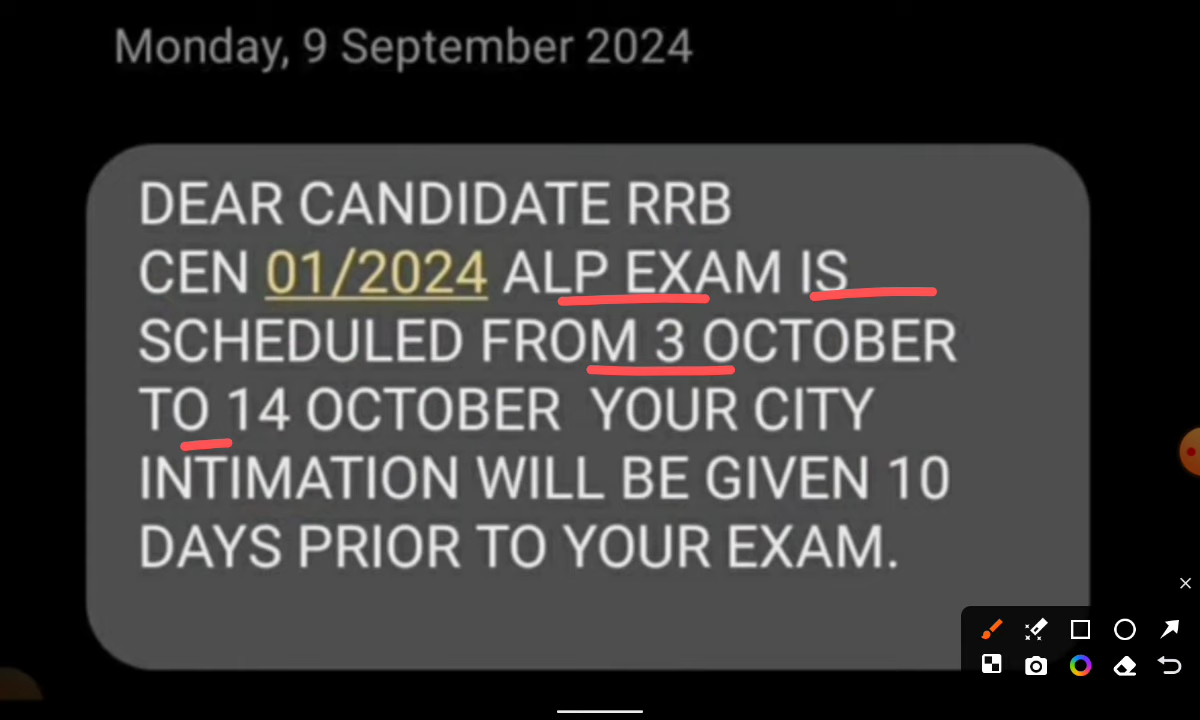 Monday, 9 September 2024
DEAR CANDIDATE RRB
CEN 01/2024 ALP EXAM IS
SCHEDULED FROM 3 OCTOBER
TO 14 OCTOBER YOUR CITY
INTIMATION WILL BE GIVEN 10
DAYS PRIOR TO YOUR EXAM.